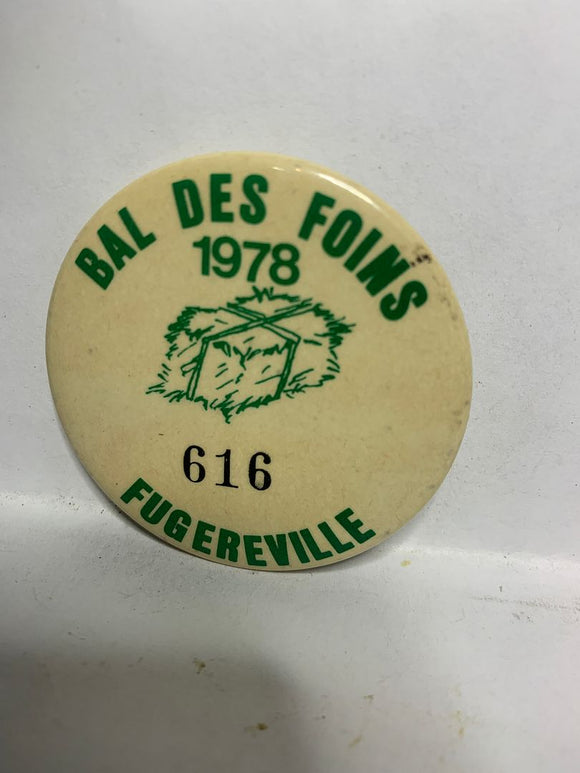 BAL DES FOINS
1978
616
FUGEREVILLE